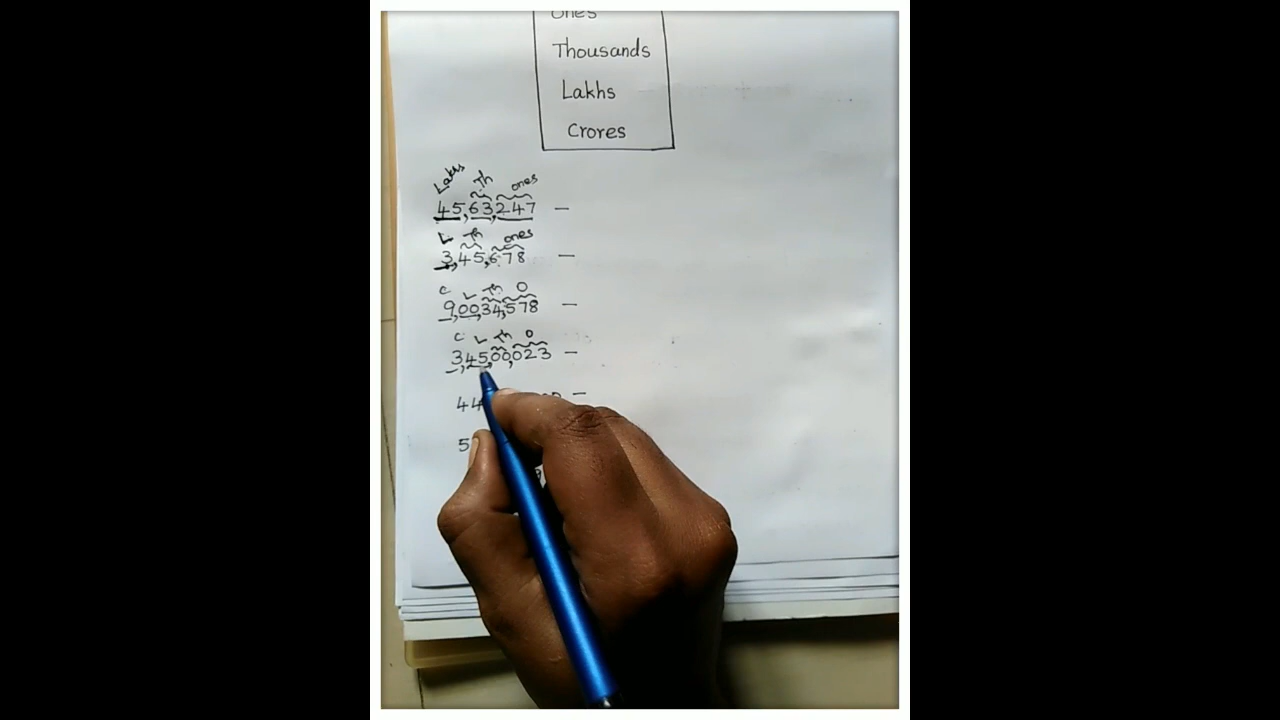 Ones
Thousands
Lakhs
Crores
Lakhs Th ones
45,63,247 —
L Th ones
3,45,678 —
C L Th O
9,00,34,578 —
C L Th O
3,45,00,023 —
44 —
5